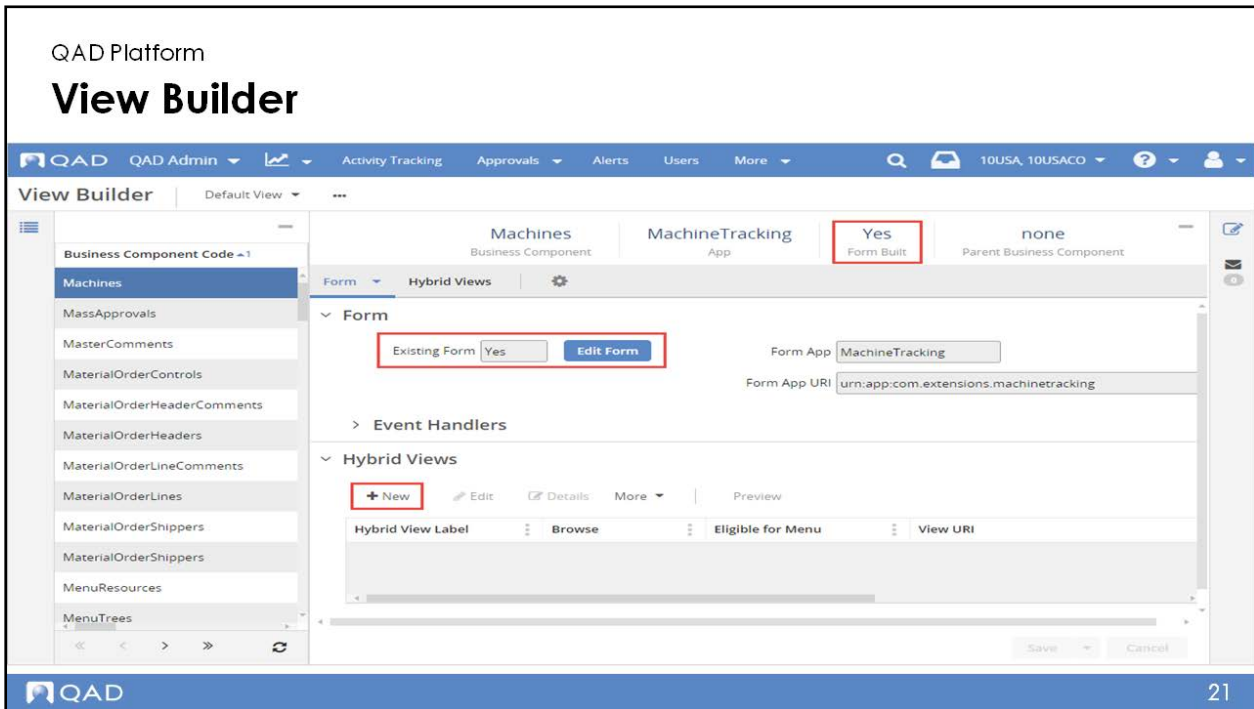 QAD Platform
View Builder
QAD QAD Admin Activity Tracking Approvals Alerts Users More 10USA, 10USACO
View Builder Default View ...
Business Component Code 1
Machines
MassApprovals
MasterComments
MaterialOrderControls
MaterialOrderHeaderComments
MaterialOrderHeaders
MaterialOrderLineComments
MaterialOrderLines
MaterialOrderShippers
MaterialOrderShippers
MenuResources
MenuTrees
Machines MachineTracking Yes none
Business Component App Form Built Parent Business Component
Form Hybrid Views
Form
Existing Form Yes Edit Form Form App MachineTracking
Form App URI urn:app:com.extensions.machinetracking
Event Handlers
Hybrid Views
+ New Edit Details More Preview
Hybrid View Label Browse Eligible for Menu View URI
Save Cancel
QAD 21